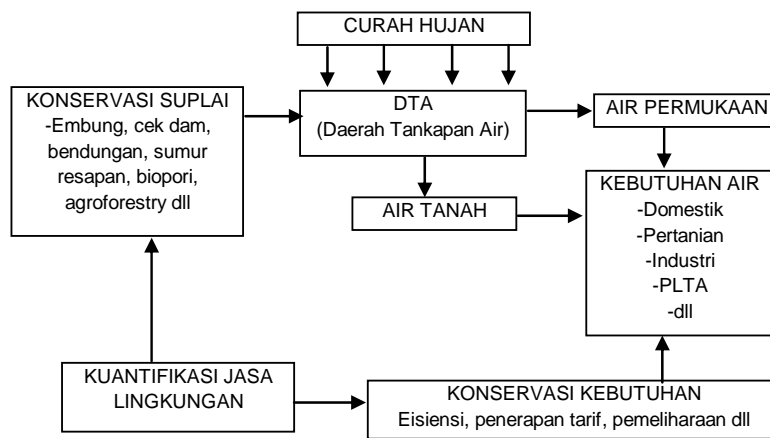 CURAH HUJAN
KONSERVASI SUPLAI
-Embung, cek dam,
bendungan, sumur
resapan, biopori,
agroforestry dll
DTA
(Daerah Tankapan Air)
AIR PERMUKAAN
AIR TANAH
KEBUTUHAN AIR
-Domestik
-Pertanian
-Industri
-PLTA
-dll
KUANTIFIKASI JASA
LINGKUNGAN
KONSERVASI KEBUTUHAN
Eisiensi, penerapan tarif, pemeliharaan dll